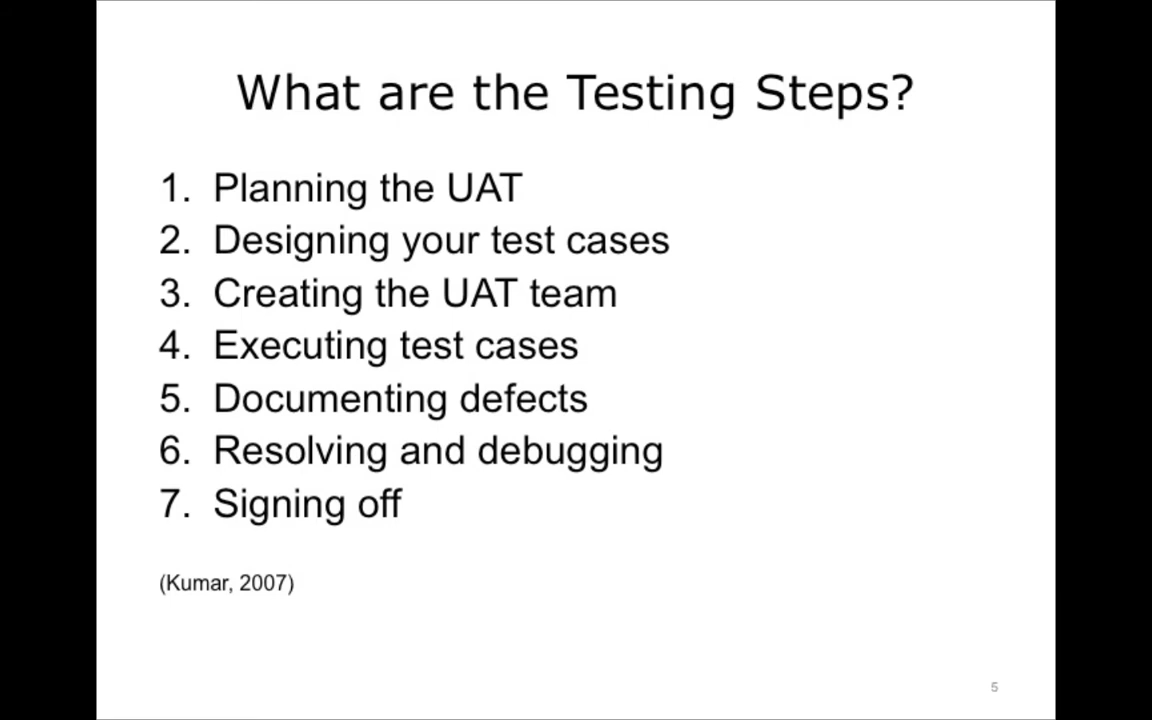 What are the Testing Steps?
1. Planning the UAT
2. Designing your test cases
3. Creating the UAT team
4. Executing test cases
5. Documenting defects
6. Resolving and debugging
7. Signing off
(Kumar, 2007)
5